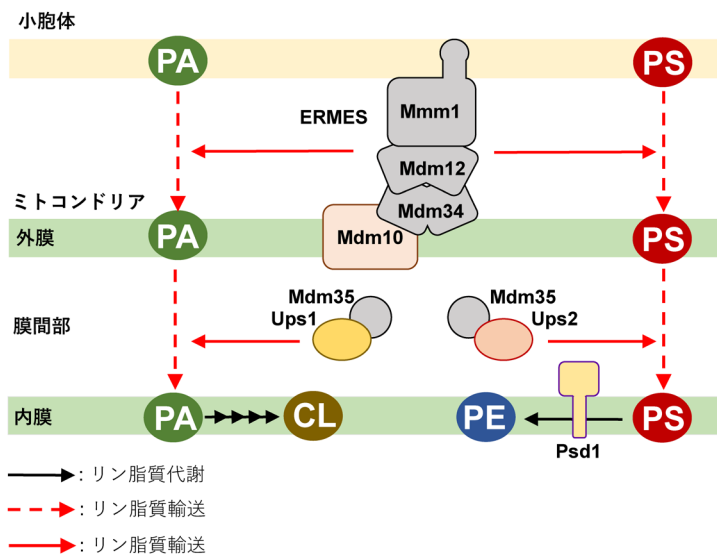 小胞体
PA
PS
ERMES
Mmm1
Mdm12
ミトコンドリア
Mdm34
外膜
PA
Mdm10
PS
膜間部
Mdm35
Ups1
Mdm35
Ups2
内膜
PA
CL
PE
PS
Psd1
: リン脂質代謝
: リン脂質輸送
: リン脂質輸送